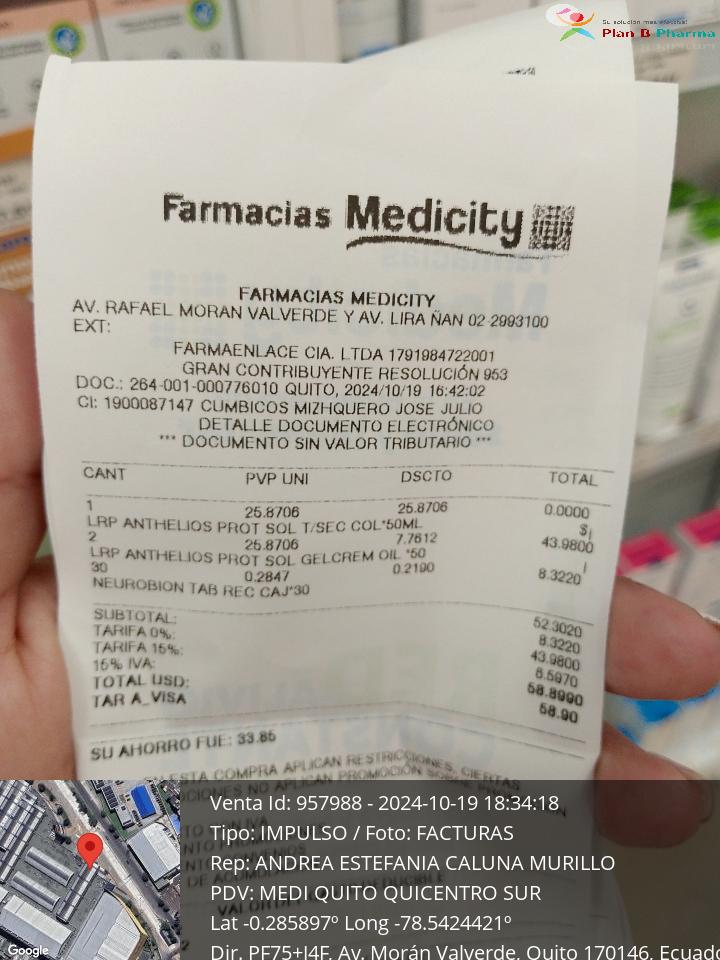 Su solución más efectiva!
Plan B Pharma
Farmacias Medicity
FARMACIAS MEDICITY
AV. RAFAEL MORAN VALVERDE Y AV. LIRA ÑAN 02-2993100
EXT:
FARMAENLACE CIA. LTDA 1791984722001
GRAN CONTRIBUYENTE RESOLUCIÓN 953
DOC.: 264-001-000776010 QUITO, 2024/10/19 16:42:02
CI: 1900087147 CUMBICOS MIZHQUERO JOSE JULIO
DETALLE DOCUMENTO ELECTRÓNICO
*** DOCUMENTO SIN VALOR TRIBUTARIO ***
CANT PVP UNI DSCTO TOTAL
1 25.8706 25.8706 0.0000
LRP ANTHELIOS PROT SOL T/SEC COL*50ML $¡
2 25.8706 7.7612 43.9800
LRP ANTHELIOS PROT SOL GELCREM OIL *50 ¡
30 0.2847 0.2190 8.3220
NEUROBION TAB REC CAJ*30
SUBTOTAL: 52.3020
TARIFA 0%: 8.3220
TARIFA 15%: 43.9800
15% IVA: 6.5970
TOTAL USD: 58.8990
TAR A_VISA 58.90
SU AHORRO FUE: 33.85
ESTA COMPRA APLICAN RESTRICCIONES, CIERTAS
NO APLICAN PROMOCIÓN SOBRE
Venta Id: 957988 - 2024-10-19 18:34:18
Tipo: IMPULSO / Foto: FACTURAS
Rep: ANDREA ESTEFANIA CALUNA MURILLO
PDV: MEDI QUITO QUICENTRO SUR
Lat -0.285897º Long -78.5424421º
Dir. PF75+J4F, Av. Morán Valverde, Quito 170146, Ecuado
Google